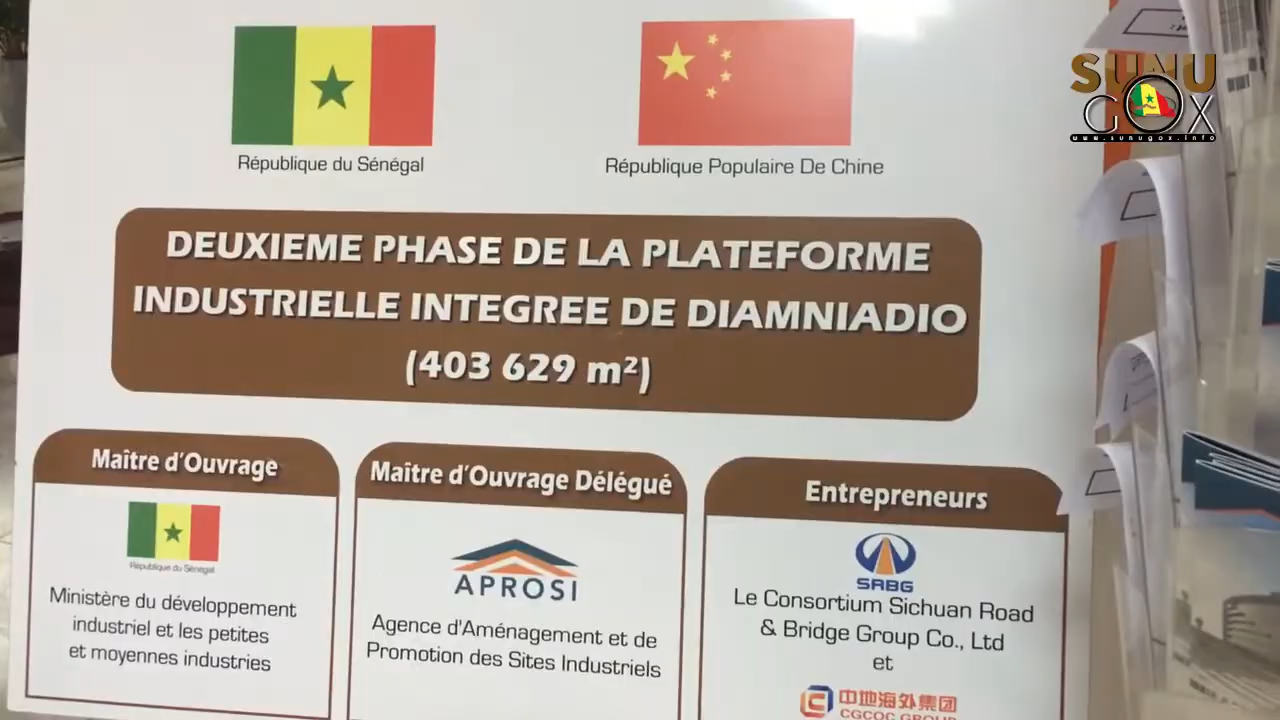 SUNU
GOX
www.sunugox.info
République du Sénégal
République Populaire De Chine
DEUXIEME PHASE DE LA PLATEFORME
INDUSTRIELLE INTEGREE DE DIAMNIADIO
(403 629 m²)
Maître d'Ouvrage
République du Sénégal
Ministère du développement
industriel et les petites
et moyennes industries
Maître d'Ouvrage Délégué
APROSI
Agence d'Aménagement et de
Promotion des Sites Industriels
Entrepreneurs
SRBG
Le Consortium Sichuan Road
& Bridge Group Co., Ltd
et
中地海外集团
CGCOC GROUP